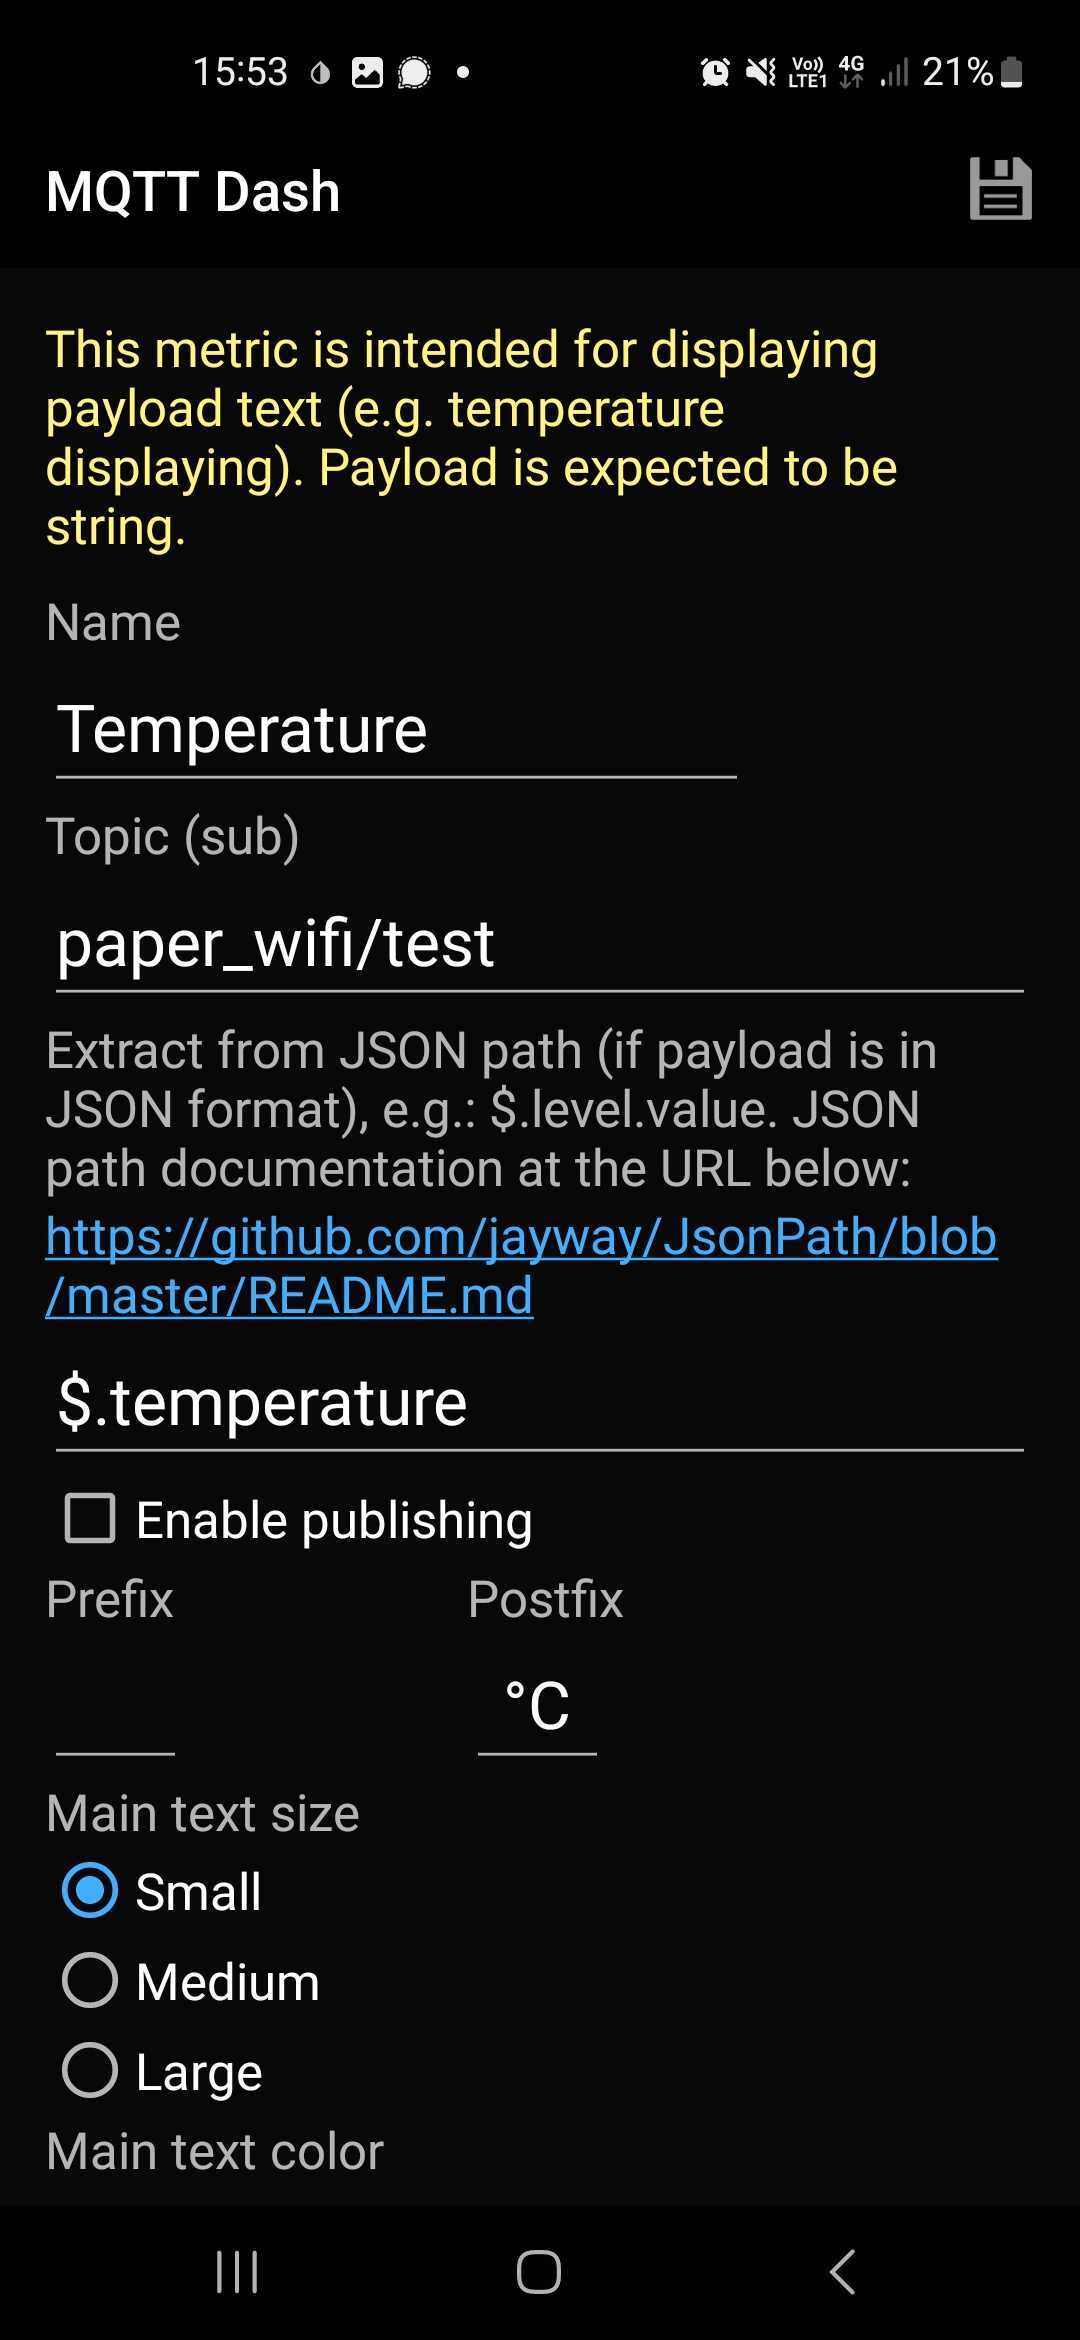 15:53
Vo)) LTE1 4G 21%
MQTT Dash
This metric is intended for displaying
payload text (e.g. temperature
displaying). Payload is expected to be
string.
Name
Temperature
Topic (sub)
paper_wifi/test
Extract from JSON path (if payload is in
JSON format), e.g.: $.level.value. JSON
path documentation at the URL below:
https://github.com/jayway/JsonPath/blob
/master/README.md
$.temperature
Enable publishing
Prefix Postfix
°C
Main text size
Small
Medium
Large
Main text color